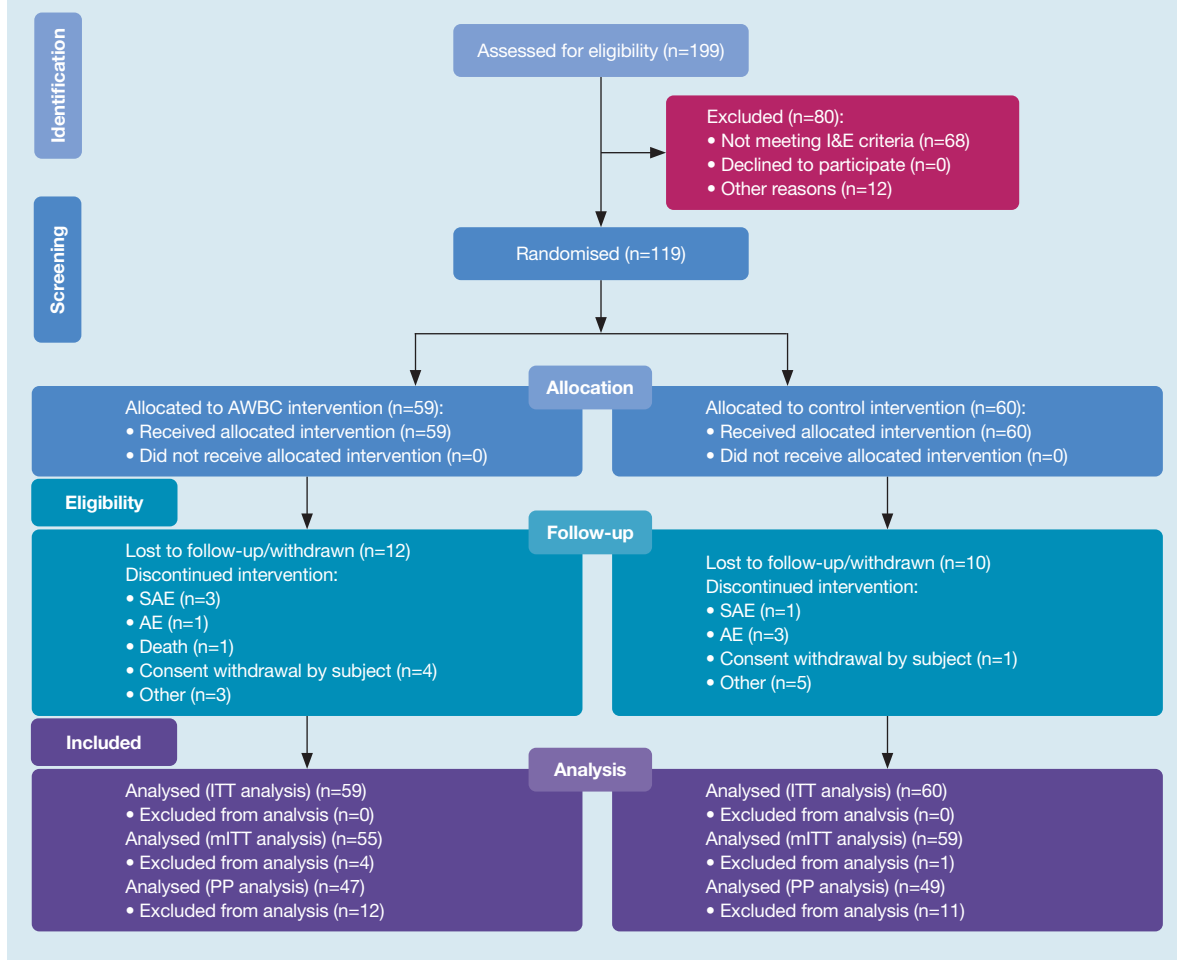 Identification
Assessed for eligibility (n=199)
Excluded (n=80):
• Not meeting I&E criteria (n=68)
• Declined to participate (n=0)
• Other reasons (n=12)
Screening
Randomised (n=119)
Allocation
Allocated to AWBC intervention (n=59):
• Received allocated intervention (n=59)
• Did not receive allocated intervention (n=0)
Allocated to control intervention (n=60):
• Received allocated intervention (n=60)
• Did not receive allocated intervention (n=0)
Eligibility
Follow-up
Lost to follow-up/withdrawn (n=12)
Discontinued intervention:
• SAE (n=3)
• AE (n=1)
• Death (n=1)
• Consent withdrawal by subject (n=4)
• Other (n=3)
Lost to follow-up/withdrawn (n=10)
Discontinued intervention:
• SAE (n=1)
• AE (n=3)
• Consent withdrawal by subject (n=1)
• Other (n=5)
Included
Analysis
Analysed (ITT analysis) (n=59)
• Excluded from analysis (n=0)
Analysed (mITT analysis) (n=55)
• Excluded from analysis (n=4)
Analysed (PP analysis) (n=47)
• Excluded from analysis (n=12)
Analysed (ITT analysis) (n=60)
• Excluded from analysis (n=0)
Analysed (mITT analysis) (n=59)
• Excluded from analysis (n=1)
Analysed (PP analysis) (n=49)
• Excluded from analysis (n=11)